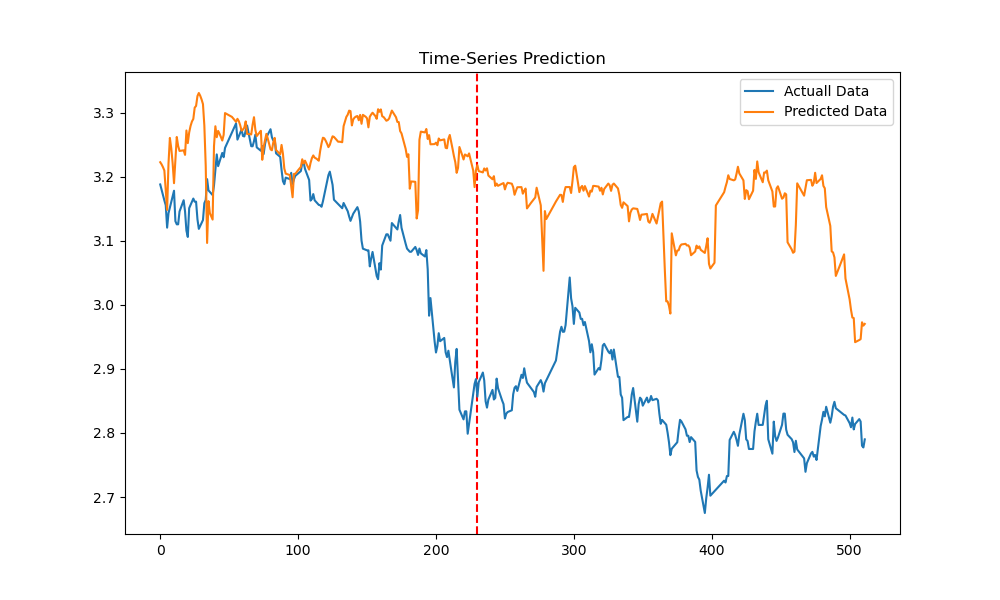 Time-Series Prediction
Actuall Data
Predicted Data
3.3
3.2
3.1
3.0
2.9
2.8
2.7
0 100 200 300 400 500